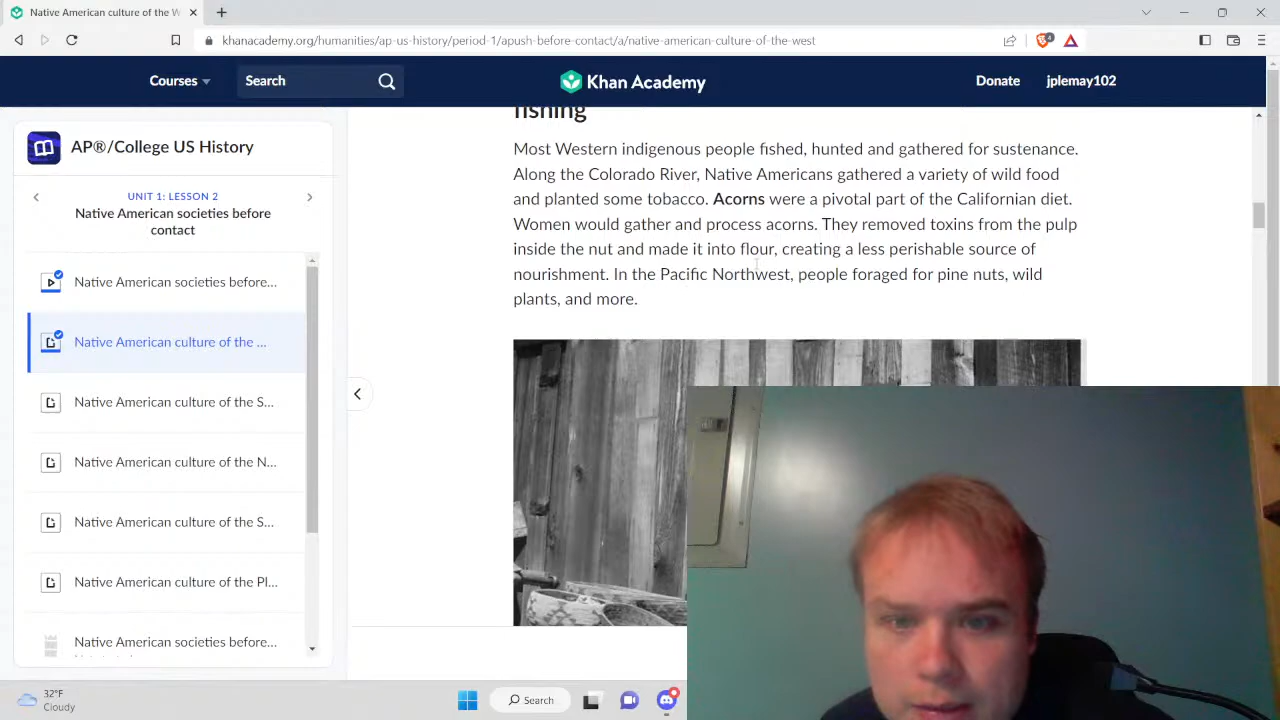 Native American culture of the W
khanacademy.org/humanities/ap-us-history/period-1/apush-before-contact/a/native-american-culture-of-the-west
4
Courses
Search
Khan Academy
Donate
jplemay102
AP®/College US History
UNIT 1: LESSON 2
Native American societies before
contact
Native American societies before...
Native American culture of the ...
Native American culture of the S...
Native American culture of the N...
Native American culture of the S...
Native American culture of the Pl...
Native American societies before...
fishing
Most Western indigenous people fished, hunted and gathered for sustenance.
Along the Colorado River, Native Americans gathered a variety of wild food
and planted some tobacco. Acorns were a pivotal part of the Californian diet.
Women would gather and process acorns. They removed toxins from the pulp
inside the nut and made it into flour, creating a less perishable source of
nourishment. In the Pacific Northwest, people foraged for pine nuts, wild
plants, and more.
32°F
Cloudy
Search